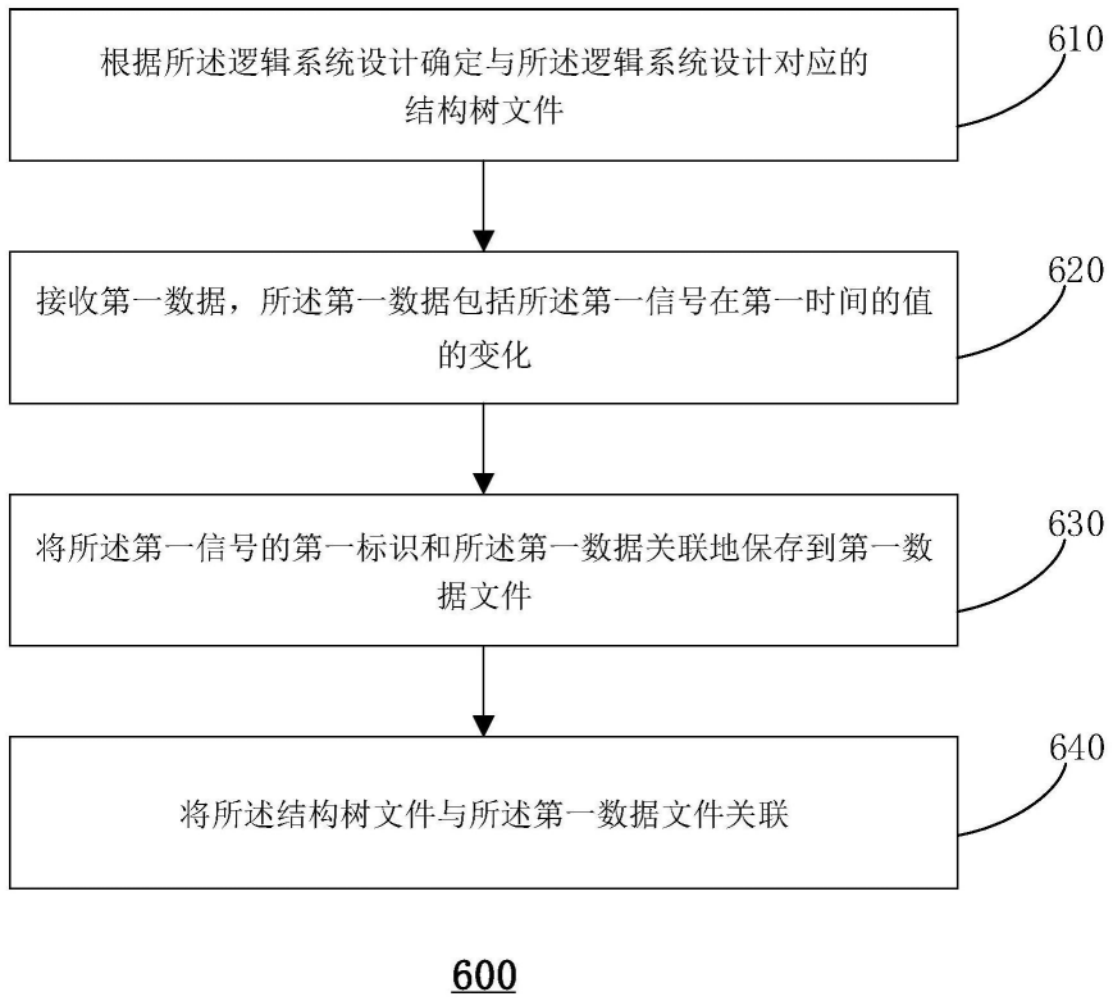 610
根据所述逻辑系统设计确定与所述逻辑系统设计对应的
结构树文件
620
接收第一数据，所述第一数据包括所述第一信号在第一时间的值
的变化
630
将所述第一信号的第一标识和所述第一数据关联地保存到第一数
据文件
640
将所述结构树文件与所述第一数据文件关联
600